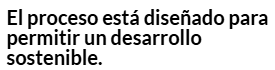 El proceso está diseñado para
permitir un desarrollo
sostenible.